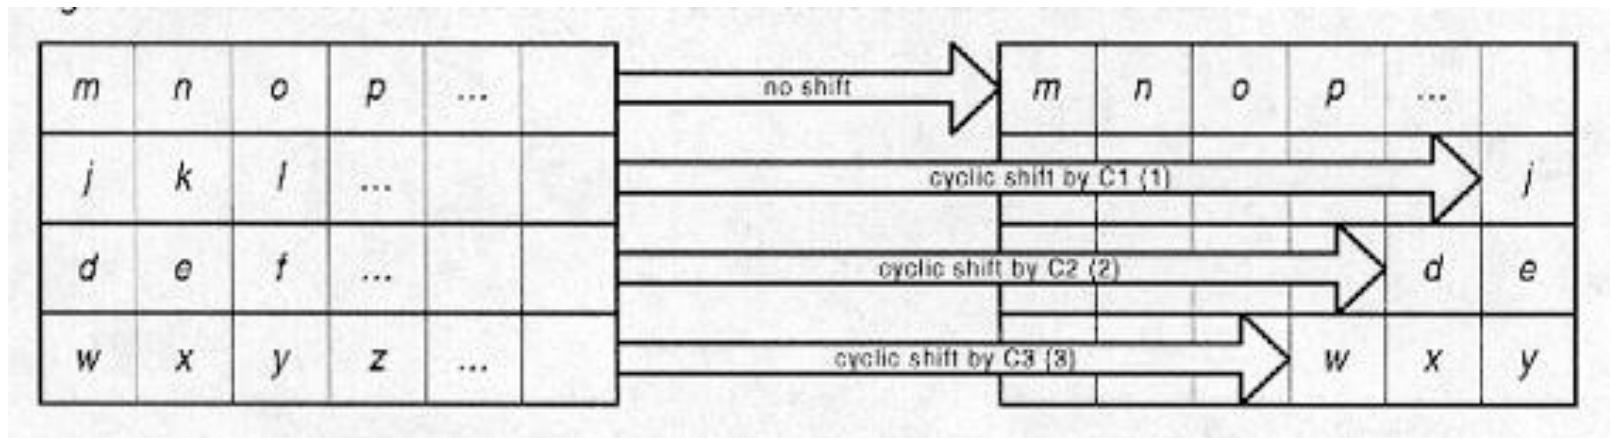 m n o p ... no shift m n o p ...
j k l ... cyclic shift by C1 (1) j
d e f ... cyclic shift by C2 (2) d e
w x y z ... cyclic shift by C3 (3) w x y